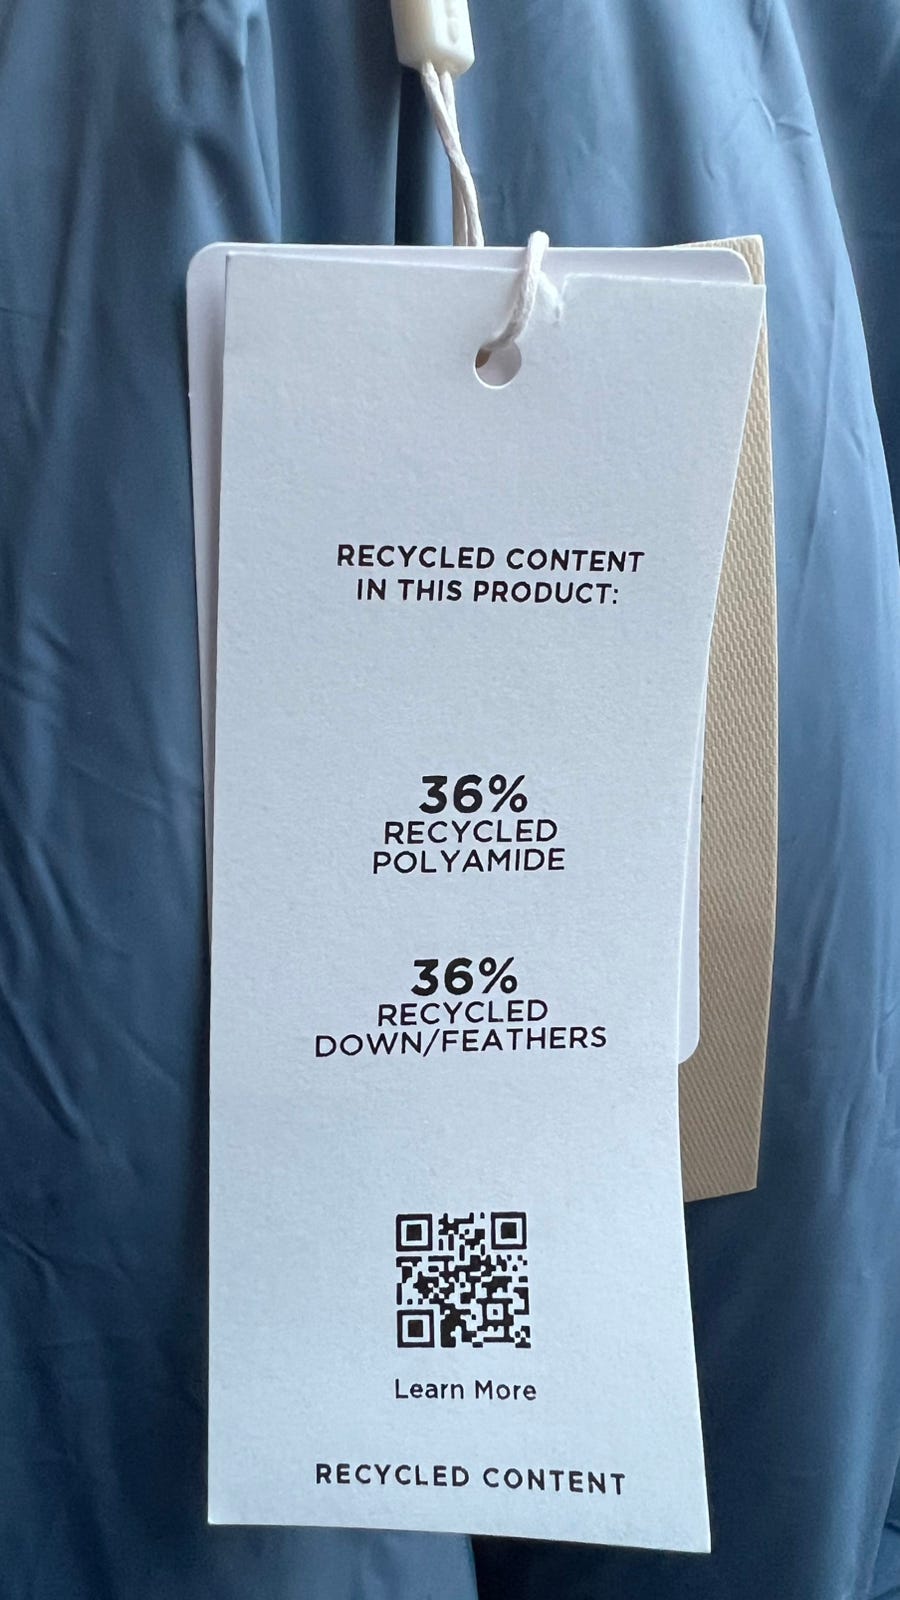 RECYCLED CONTENT
IN THIS PRODUCT:
36%
RECYCLED
POLYAMIDE
36%
RECYCLED
DOWN/FEATHERS
Learn More
RECYCLED CONTENT